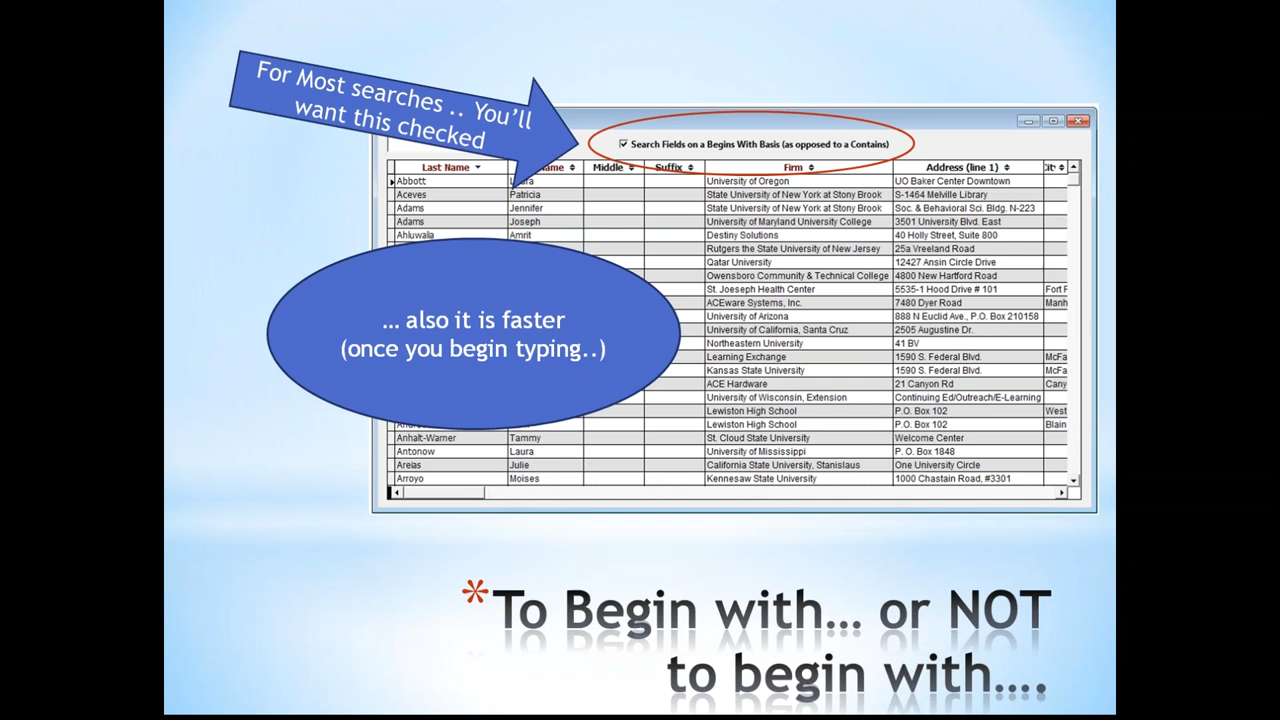 For Most searches .. You'll
want this checked
Search Fields on a Begins With Basis (as opposed to a Contains)
Last Name Name Middle Suffix Firm Address (line 1) City
Abbott University of Oregon UO Baker Center Downtown
Aceves Patricia State University of New York at Stony Brook S-1464 Melville Library
Adams Jennifer State University of New York at Stony Brook Soc. & Behavioral Sci. Bldg. N-223
Adams Joseph University of Maryland University College 3501 University Blvd. East
Ahluwalia Amrit Destiny Solutions 40 Holly Street, Suite 800
Rutgers the State University of New Jersey 25a Vreeland Road
Qatar University 12427 Ansin Circle Drive
Owensboro Community & Technical College 4800 New Hartford Road
St. Joeseph Health Center 5535-1 Hood Drive # 101 Fort F
ACEware Systems, Inc. 7480 Dyer Road Manh
University of Arizona 888 N Euclid Ave., P.O. Box 210158
University of California, Santa Cruz 2505 Augustine Dr.
Northeastern University 41 BV
Learning Exchange 1590 S. Federal Blvd. McFa
Kansas State University 1590 S. Federal Blvd. McFa
ACE Hardware 21 Canyon Rd Cany
University of Wisconsin, Extension Continuing Ed/Outreach/E-Learning
Lewiston High School P.O. Box 102 West
Lewiston High School P.O. Box 102 Blain
Anhalt-Warner Tammy St. Cloud State University Welcome Center
Antonow Laura University of Mississippi P. O. Box 1848
Areias Julie California State University, Stanislaus One University Circle
Arroyo Moises Kennesaw State University 1000 Chastain Road, #3301
... also it is faster
(once you begin typing..)
*To Begin with... or NOT
to begin with....